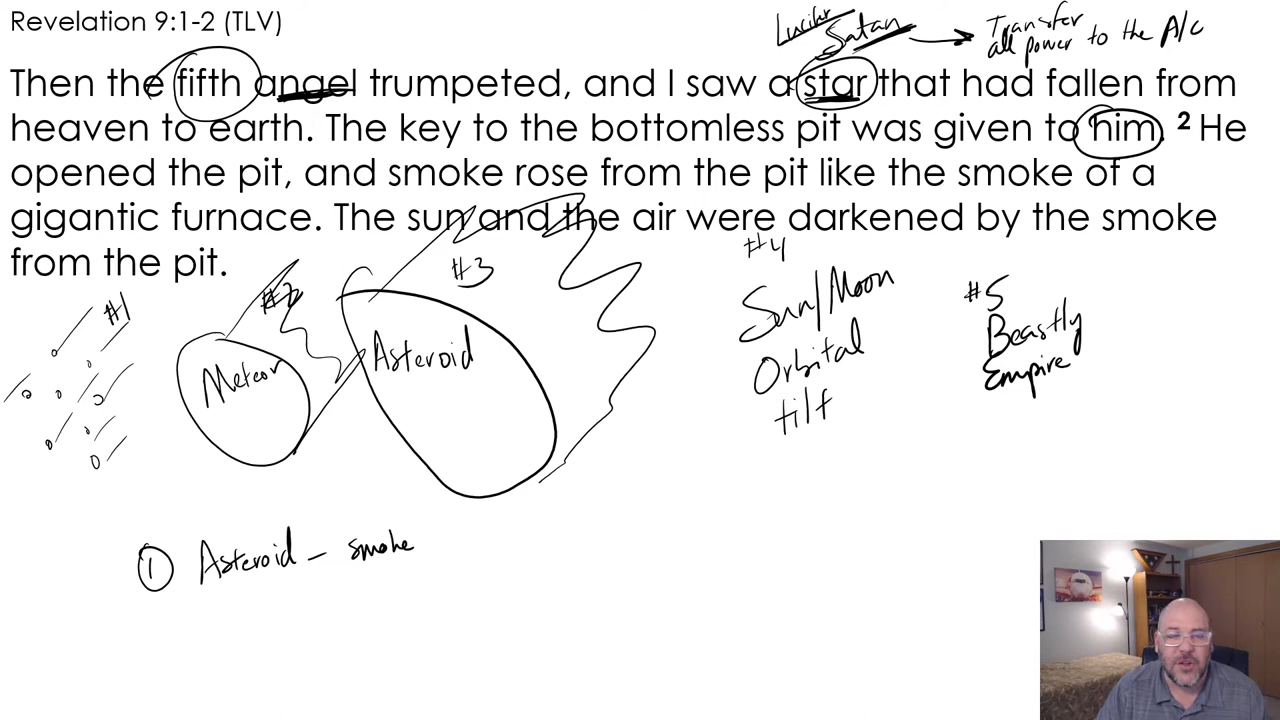 Revelation 9:1-2 (TLV)
Lucifer
Satan
Transfer
all power to the A/C
Then the fifth angel trumpeted, and I saw a star that had fallen from
heaven to earth. The key to the bottomless pit was given to him. 2 He
opened the pit, and smoke rose from the pit like the smoke of a
gigantic furnace. The sun and the air were darkened by the smoke
from the pit.
#1
#2
Meteor
#3
Asteroid
#4
Sun/Moon
Orbital
tilt
#5
Beastly
Empire
1 Asteroid - smoke